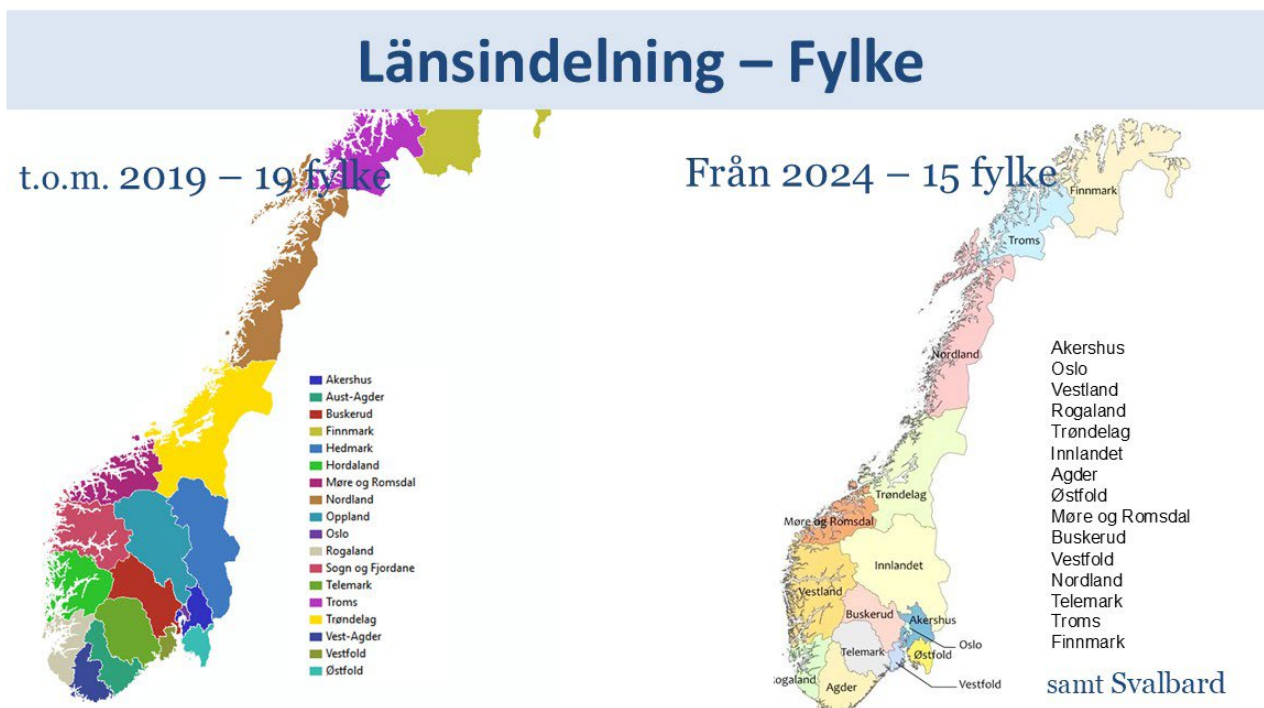 Länsindelning – Fylke
t.o.m. 2019 – 19 fylke
Akershus
Aust-Agder
Buskerud
Finnmark
Hedmark
Hordaland
Møre og Romsdal
Nordland
Oppland
Oslo
Rogaland
Sogn og Fjordane
Telemark
Troms
Trøndelag
Vest-Agder
Vestfold
Østfold
Från 2024 – 15 fylke
Finnmark
Troms
Nordland
Trøndelag
Møre og Romsdal
Innlandet
Vestland
Buskerud
Akershus
Oslo
Telemark
Østfold
Vestfold
ogaland
Agder
Akershus
Oslo
Vestland
Rogaland
Trøndelag
Innlandet
Agder
Østfold
Møre og Romsdal
Buskerud
Vestfold
Nordland
Telemark
Troms
Finnmark
samt Svalbard